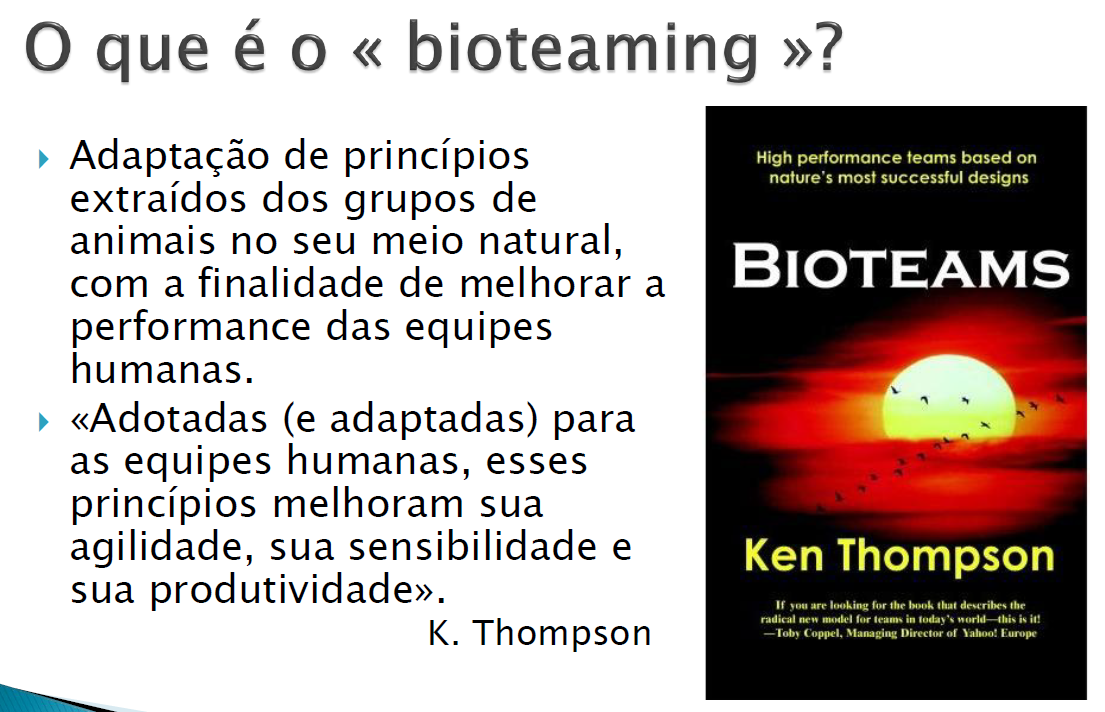 O que é o « bioteaming »?
Adaptação de princípios
extraídos dos grupos de
animais no seu meio natural,
com a finalidade de melhorar a
performance das equipes
humanas.
«Adotadas (e adaptadas) para
as equipes humanas, esses
princípios melhoram sua
agilidade, sua sensibilidade e
sua produtividade».
K. Thompson
High performance teams based on
nature's most successful designs
BIOTEAMS
Ken Thompson
If you are looking for the book that describes the
radical new model for teams in today's world—this is it!
—Toby Coppel, Managing Director of Yahoo! Europe